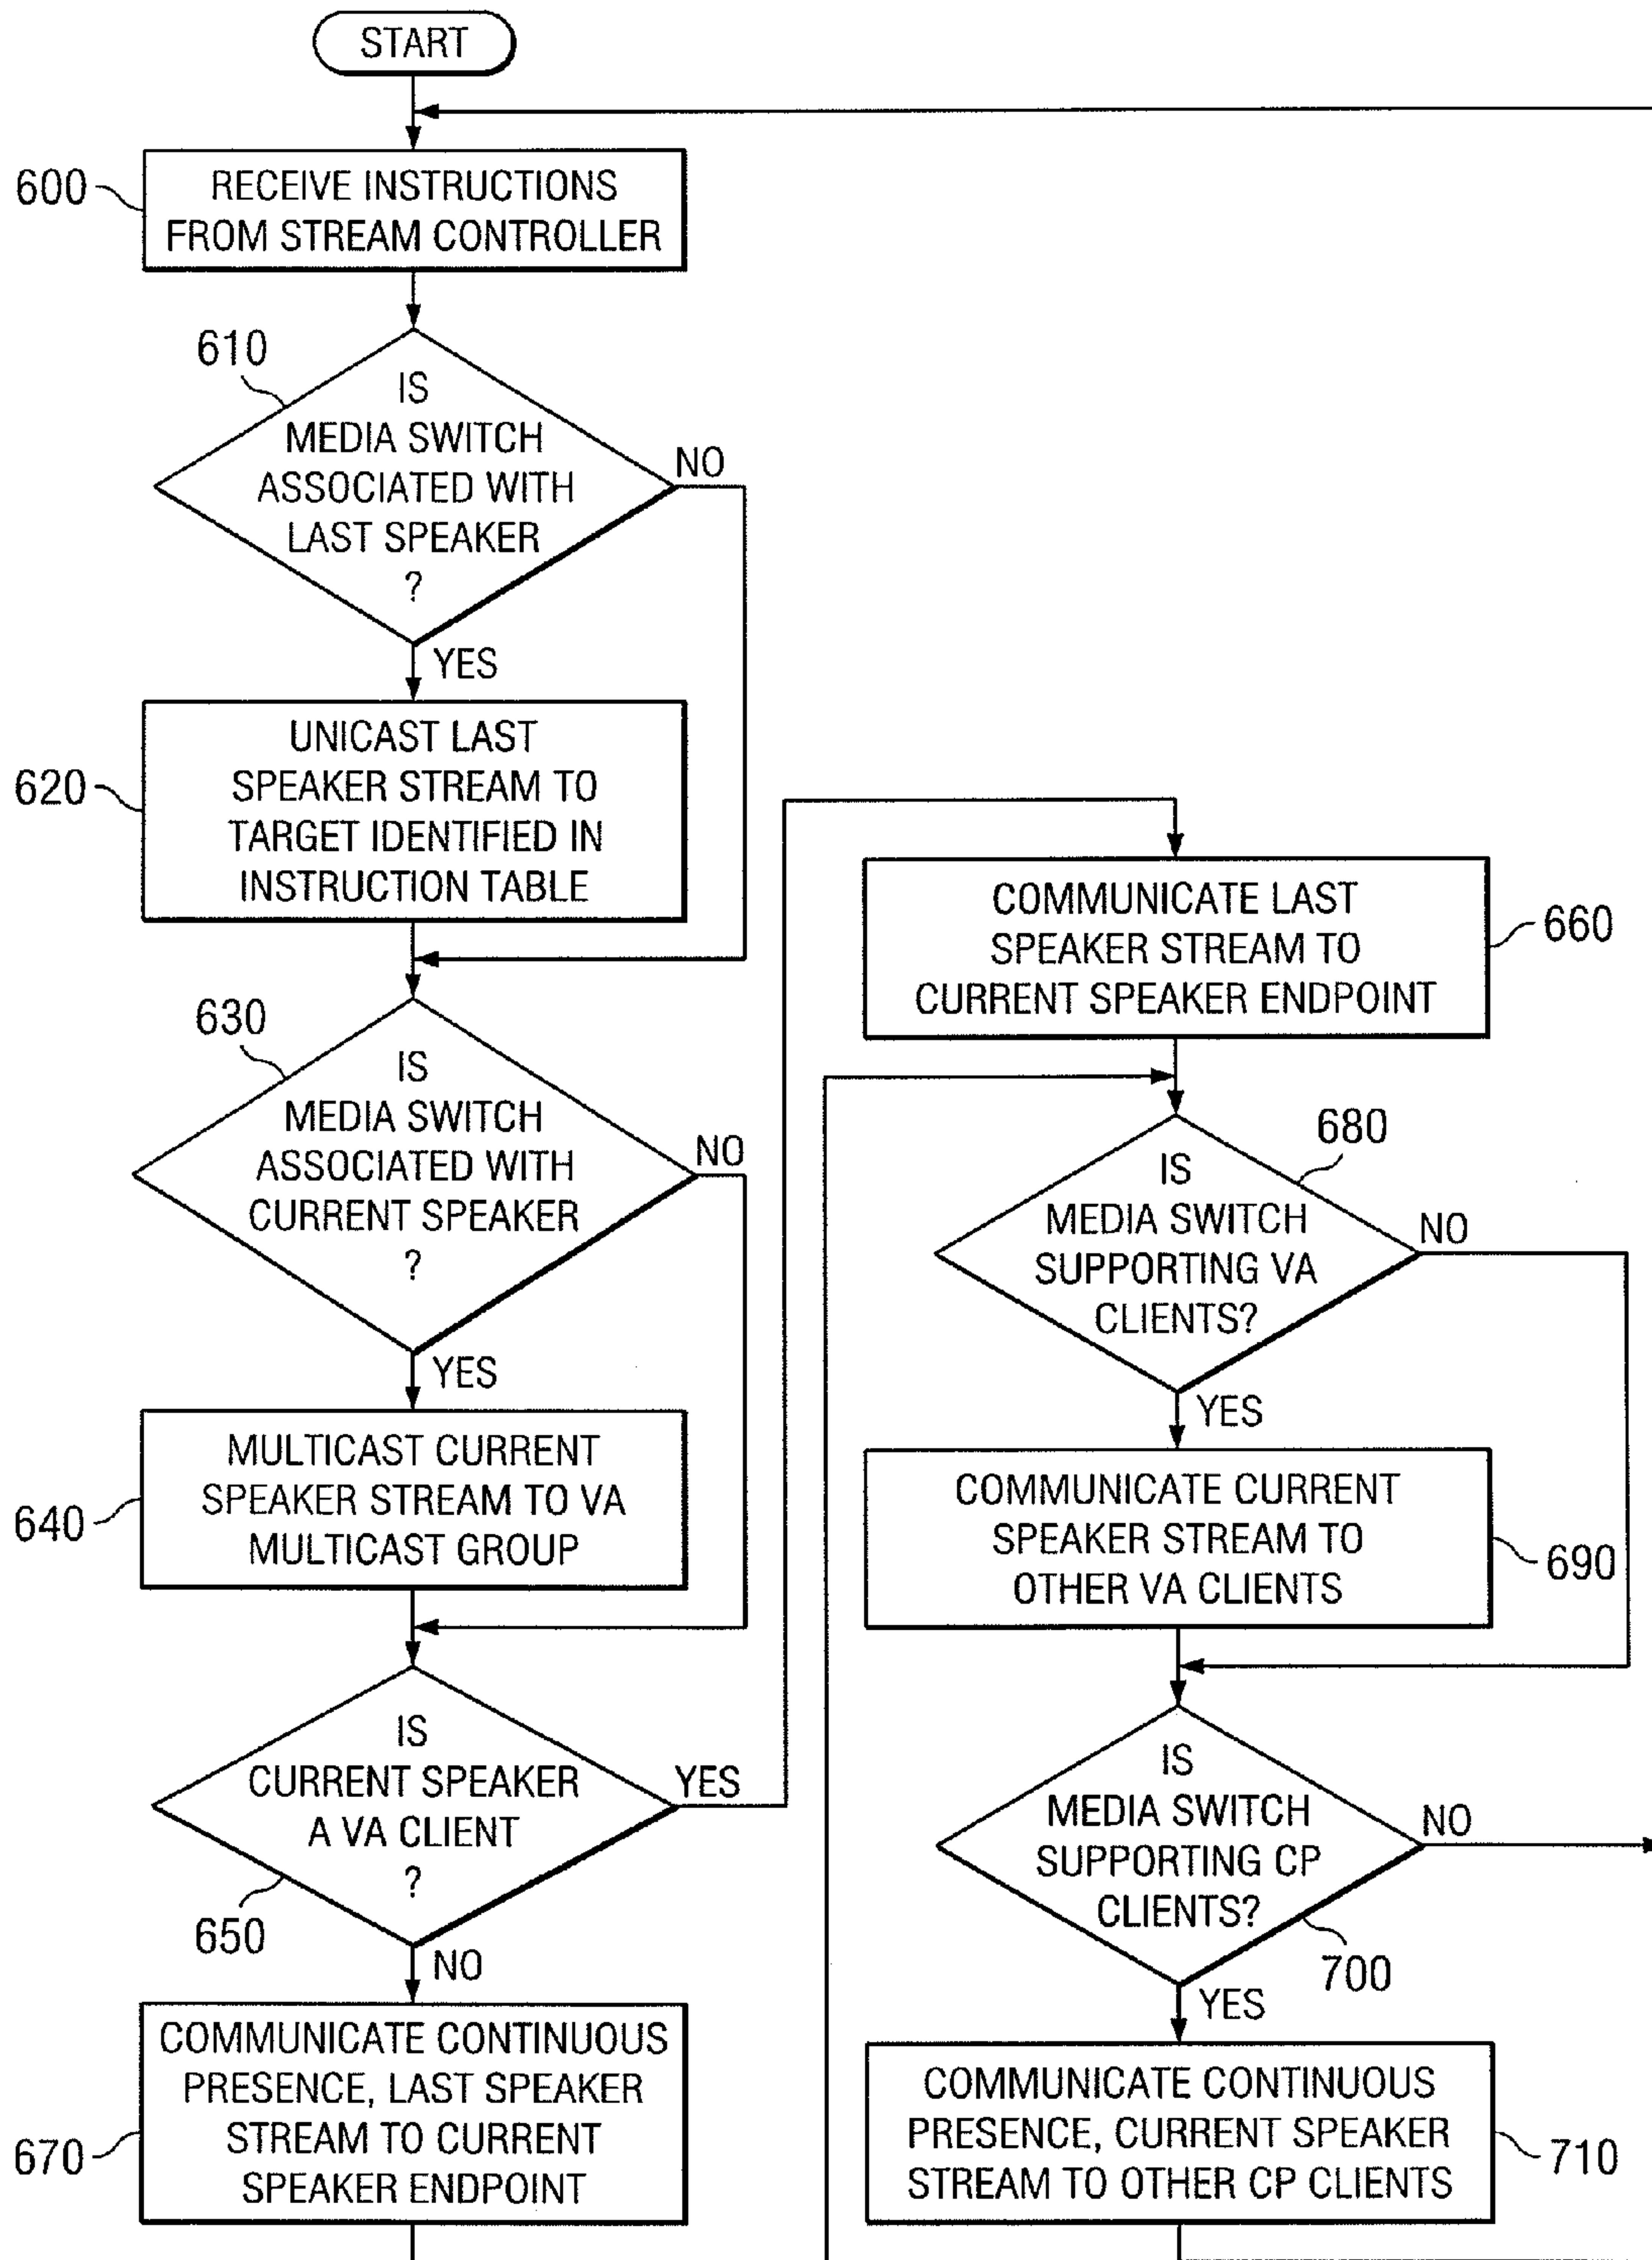 START
600
RECEIVE INSTRUCTIONS
FROM STREAM CONTROLLER
610
IS
MEDIA SWITCH
ASSOCIATED WITH
LAST SPEAKER
?
NO
YES
620
UNICAST LAST
SPEAKER STREAM TO
TARGET IDENTIFIED IN
INSTRUCTION TABLE
630
IS
MEDIA SWITCH
ASSOCIATED WITH
CURRENT SPEAKER
?
NO
YES
640
MULTICAST CURRENT
SPEAKER STREAM TO VA
MULTICAST GROUP
IS
CURRENT SPEAKER
A VA CLIENT
?
YES
650
NO
670
COMMUNICATE CONTINUOUS
PRESENCE, LAST SPEAKER
STREAM TO CURRENT
SPEAKER ENDPOINT
COMMUNICATE LAST
SPEAKER STREAM TO
CURRENT SPEAKER ENDPOINT
660
680
IS
MEDIA SWITCH
SUPPORTING VA
CLIENTS?
NO
YES
COMMUNICATE CURRENT
SPEAKER STREAM TO
OTHER VA CLIENTS
690
IS
MEDIA SWITCH
SUPPORTING CP
CLIENTS?
NO
700
YES
COMMUNICATE CONTINUOUS
PRESENCE, CURRENT SPEAKER
STREAM TO OTHER CP CLIENTS
710